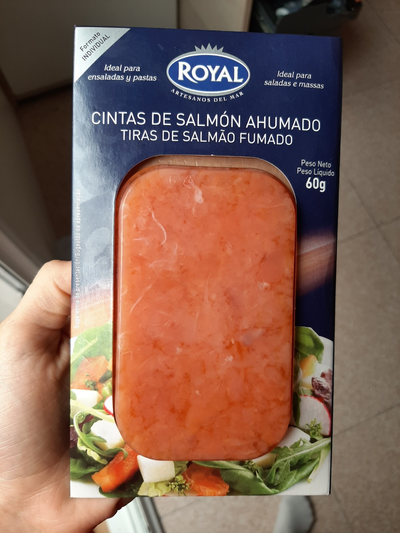 Formato
INDIVIDUAL
Ideal para
ensaladas y pastas
ROYAL
ARTESANOS DEL MAR
Ideal para
saladas e massas
CINTAS DE SALMÓN AHUMADO
TIRAS DE SALMÃO FUMADO
Peso Neto
Peso Líquido
60g